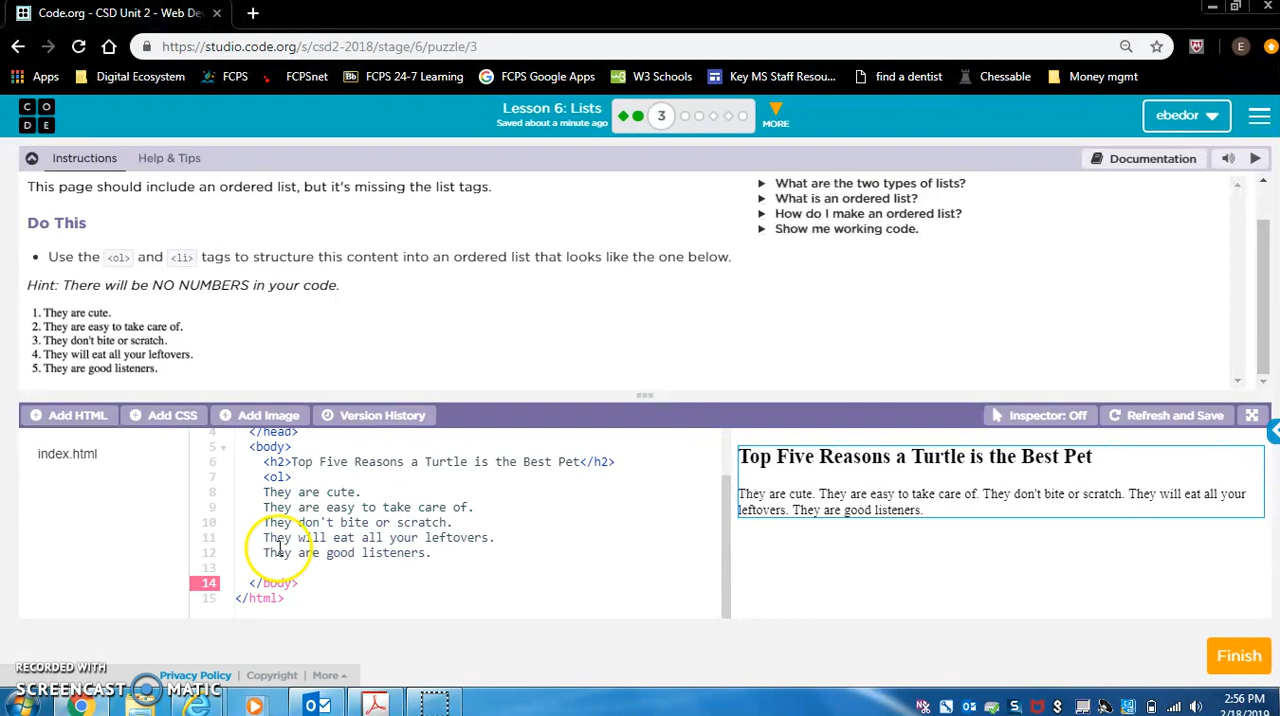 Code.org - CSD Unit 2 - Web De
https://studio.code.org/s/csd2-2018/stage/6/puzzle/3
E
Apps Digital Ecosystem FCPS FCPSnet Bb FCPS 24-7 Learning FCPS Google Apps W3 Schools Key MS Staff Resou... find a dentist Chessable Money mgmt
C O
D E
Lesson 6: Lists
Saved about a minute ago
3
MORE
ebedor
Instructions Help & Tips Documentation
This page should include an ordered list, but it's missing the list tags.
Do This
• Use the <ol> and <li> tags to structure this content into an ordered list that looks like the one below.
Hint: There will be NO NUMBERS in your code.
1. They are cute.
2. They are easy to take care of.
3. They don't bite or scratch.
4. They will eat all your leftovers.
5. They are good listeners.
What are the two types of lists?
What is an ordered list?
How do I make an ordered list?
Show me working code.
Add HTML Add CSS Add Image Version History Inspector: Off Refresh and Save
index.html
4 </head>
5 <body>
6 <h2>Top Five Reasons a Turtle is the Best Pet</h2>
7 <ol>
8 They are cute.
9 They are easy to take care of.
10 They don't bite or scratch.
11 They will eat all your leftovers.
12 They are good listeners.
13
14 </body>
15 </html>
Top Five Reasons a Turtle is the Best Pet
They are cute. They are easy to take care of. They don't bite or scratch. They will eat all your
leftovers. They are good listeners.
Finish
RECORDED WITH
SCREENCAST MATIC
Privacy Policy Copyright More
2:56 PM
2/18/2019